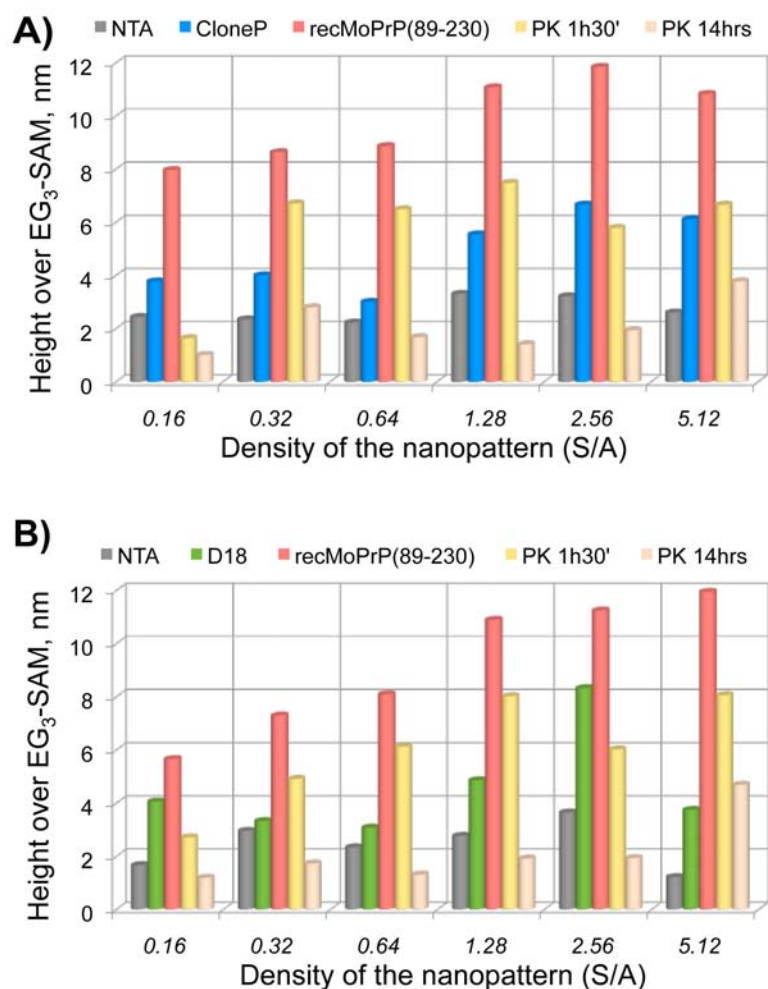 A)
NTA CloneP recMoPrP(89-230) PK 1h30' PK 14hrs
Height over EG₃-SAM, nm
12
10
8
6
4
2
0
0.16 0.32 0.64 1.28 2.56 5.12
Density of the nanopattern (S/A)
B)
NTA D18 recMoPrP(89-230) PK 1h30' PK 14hrs
Height over EG₃-SAM, nm
12
10
8
6
4
2
0
0.16 0.32 0.64 1.28 2.56 5.12
Density of the nanopattern (S/A)